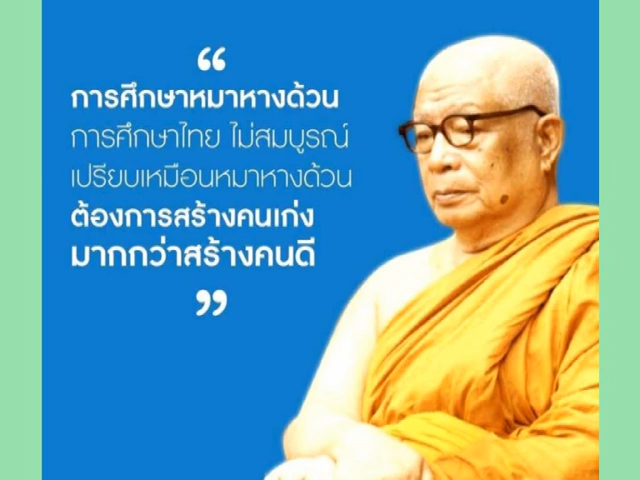 “
การศึกษาหมาหางด้วน
การศึกษาไทย ไม่สมบูรณ์
เปรียบเหมือนหมาหางด้วน
ต้องการสร้างคนเก่ง
มากกว่าสร้างคนดี
”